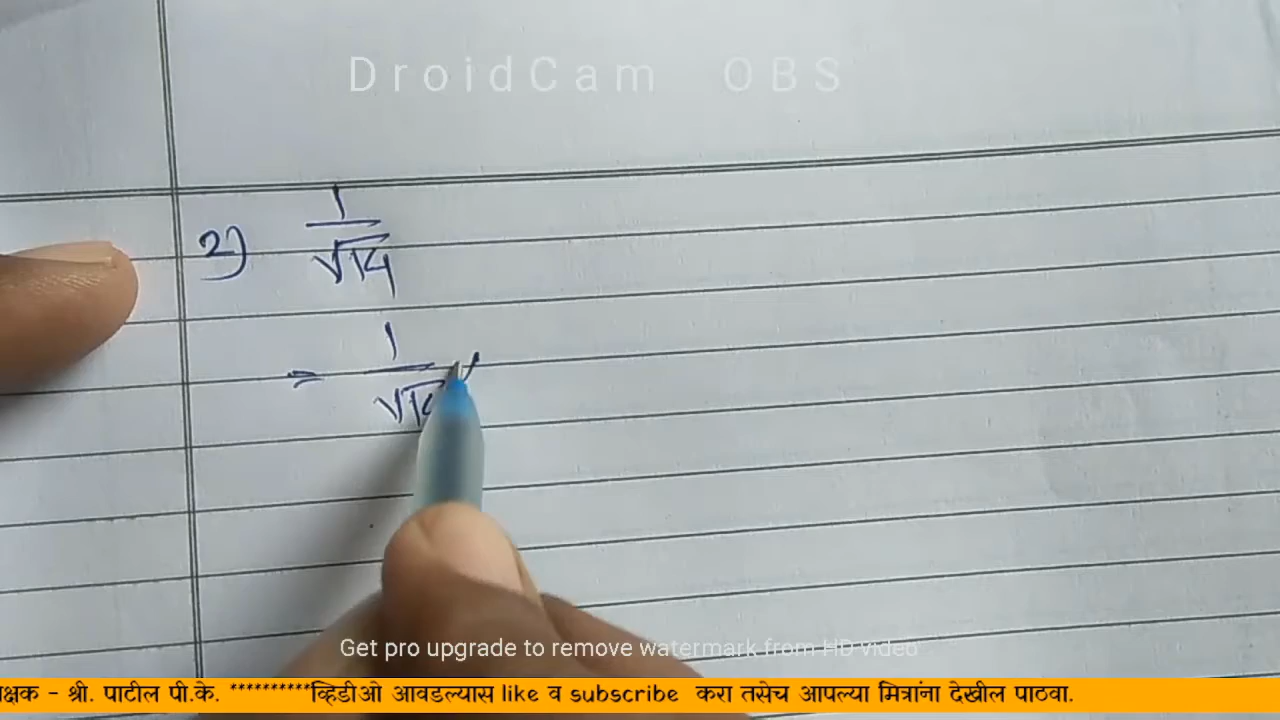 DroidCam OBS
2) 1/√14
= 1/√14
Get pro upgrade to remove watermark from HD video
क्षक - श्री. पाटील पी.के. **********व्हिडीओ आवडल्यास like व subscribe करा तसेच आपल्या मित्रांना देखील पाठवा.